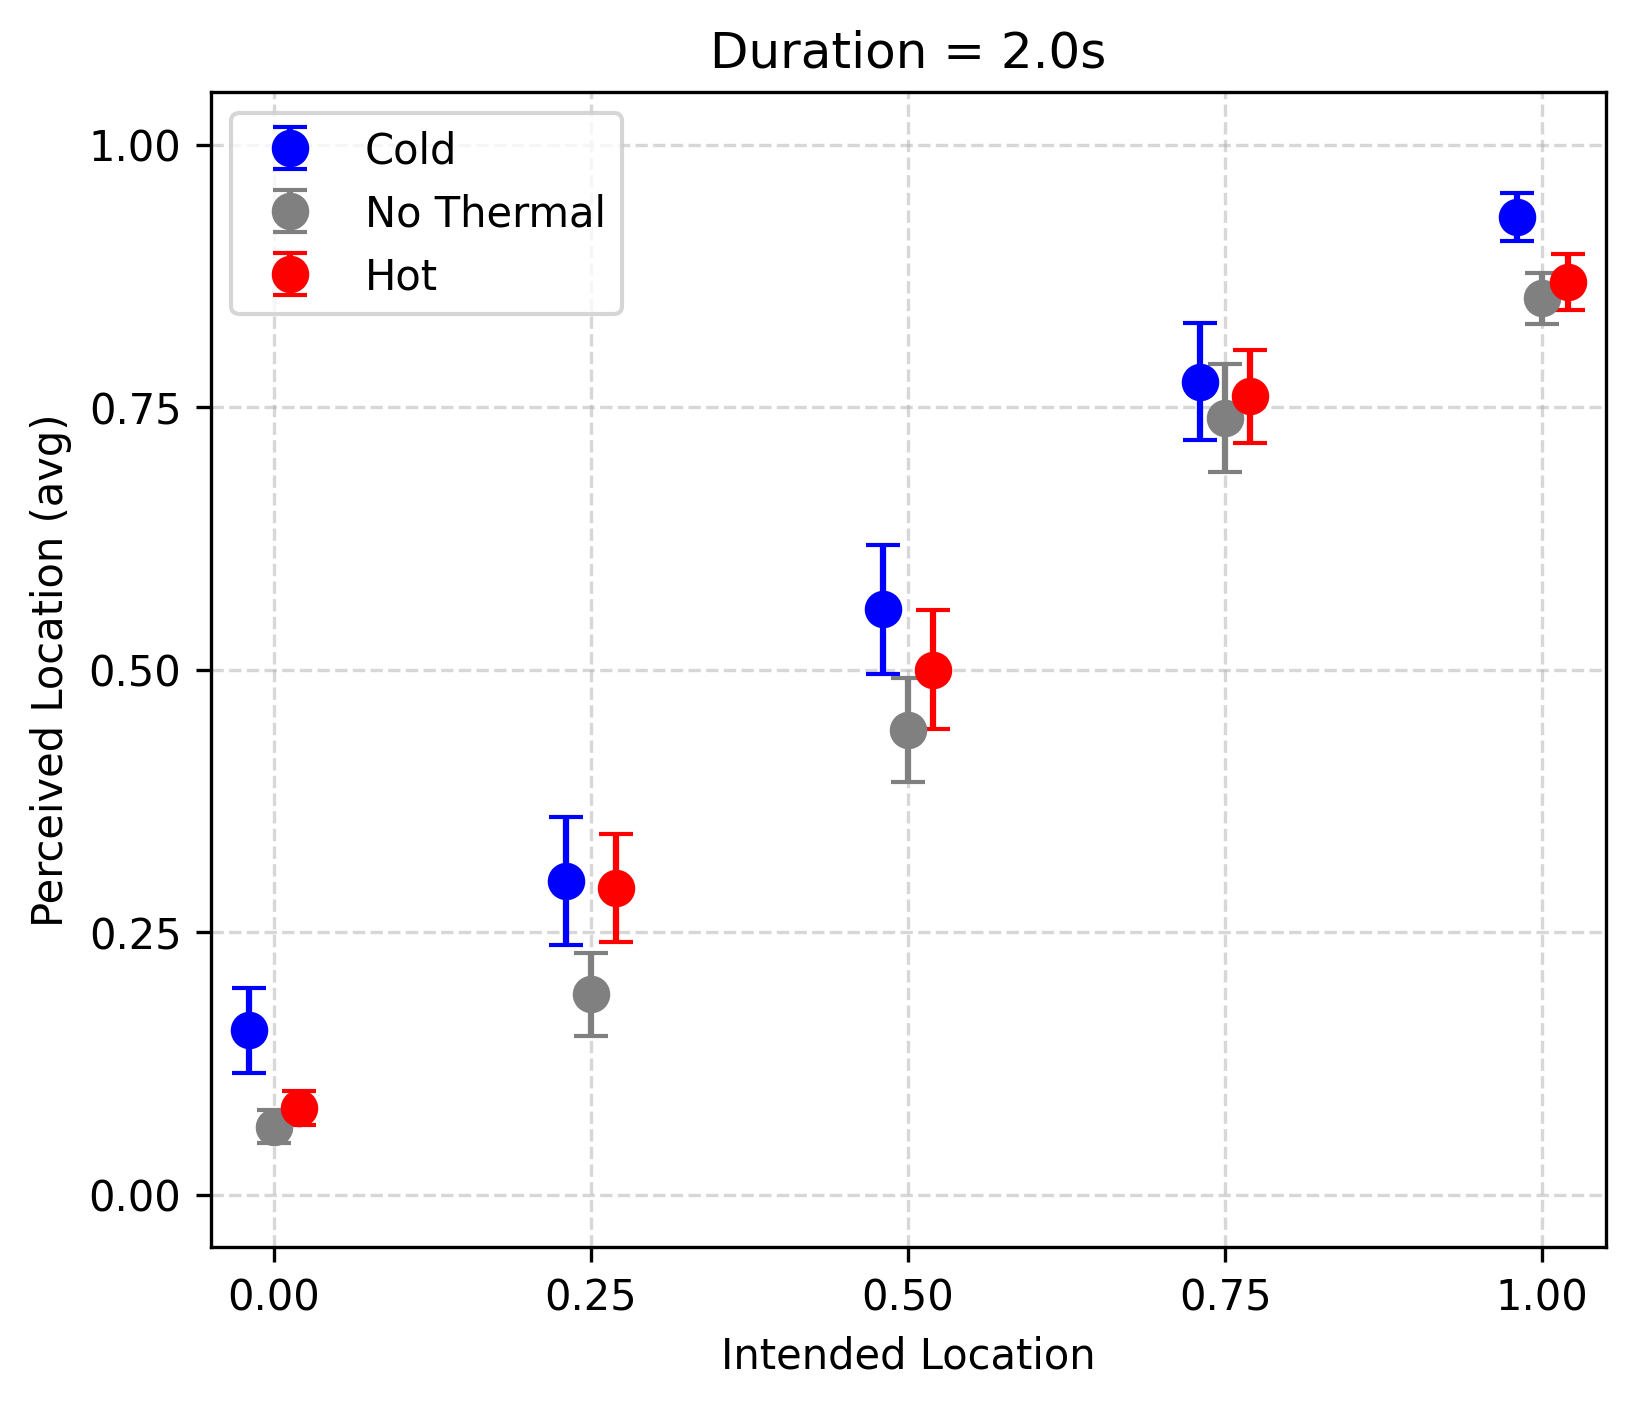 Duration = 2.0s
Cold
No Thermal
Hot
1.00
0.75
0.50
0.25
0.00
Perceived Location (avg)
0.00 0.25 0.50 0.75 1.00
Intended Location